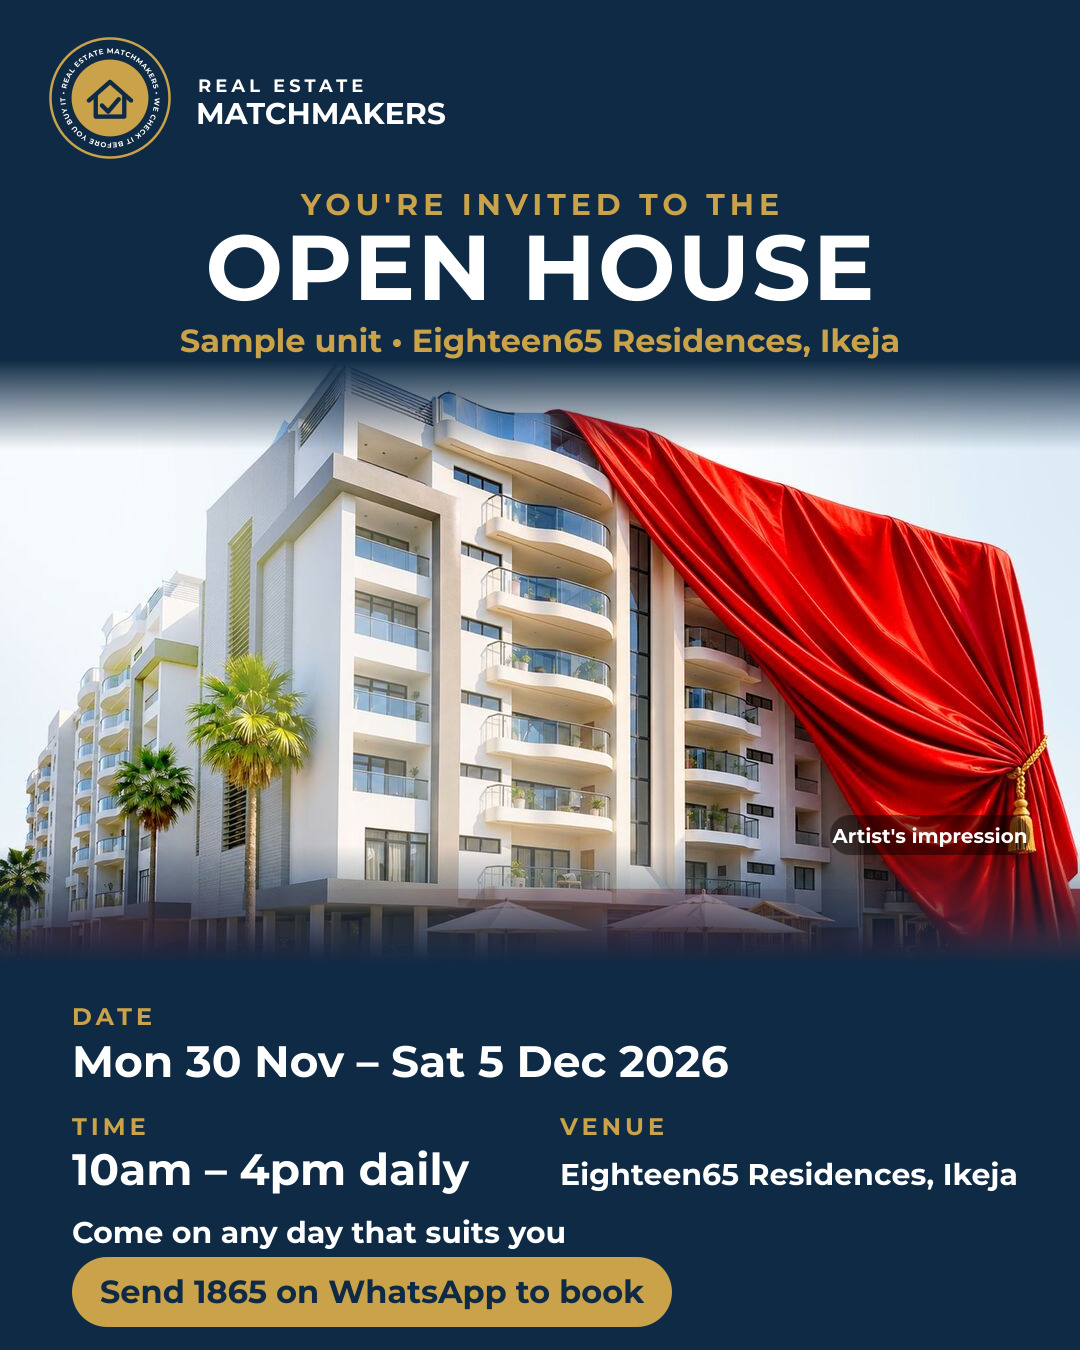 REAL ESTATE MATCHMAKERS • WE CHECK IT BEFORE YOU BUY IT •
REAL ESTATE
MATCHMAKERS
YOU'RE INVITED TO THE
OPEN HOUSE
Sample unit • Eighteen65 Residences, Ikeja
Artist's impression
DATE
Mon 30 Nov – Sat 5 Dec 2026
TIME
10am – 4pm daily
VENUE
Eighteen65 Residences, Ikeja
Come on any day that suits you
Send 1865 on WhatsApp to book